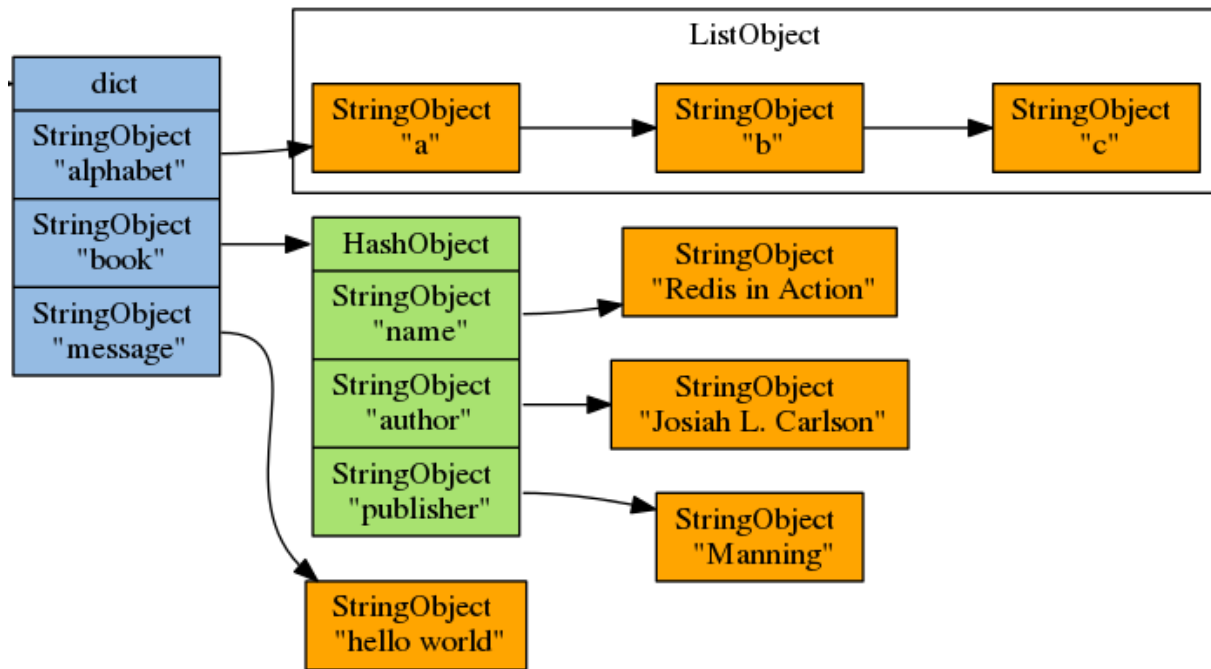 ListObject
dict
StringObject
"alphabet"
StringObject
"book"
StringObject
"message"
StringObject
"a"
StringObject
"b"
StringObject
"c"
HashObject
StringObject
"name"
StringObject
"author"
StringObject
"publisher"
StringObject
"Redis in Action"
StringObject
"Josiah L. Carlson"
StringObject
"Manning"
StringObject
"hello world"